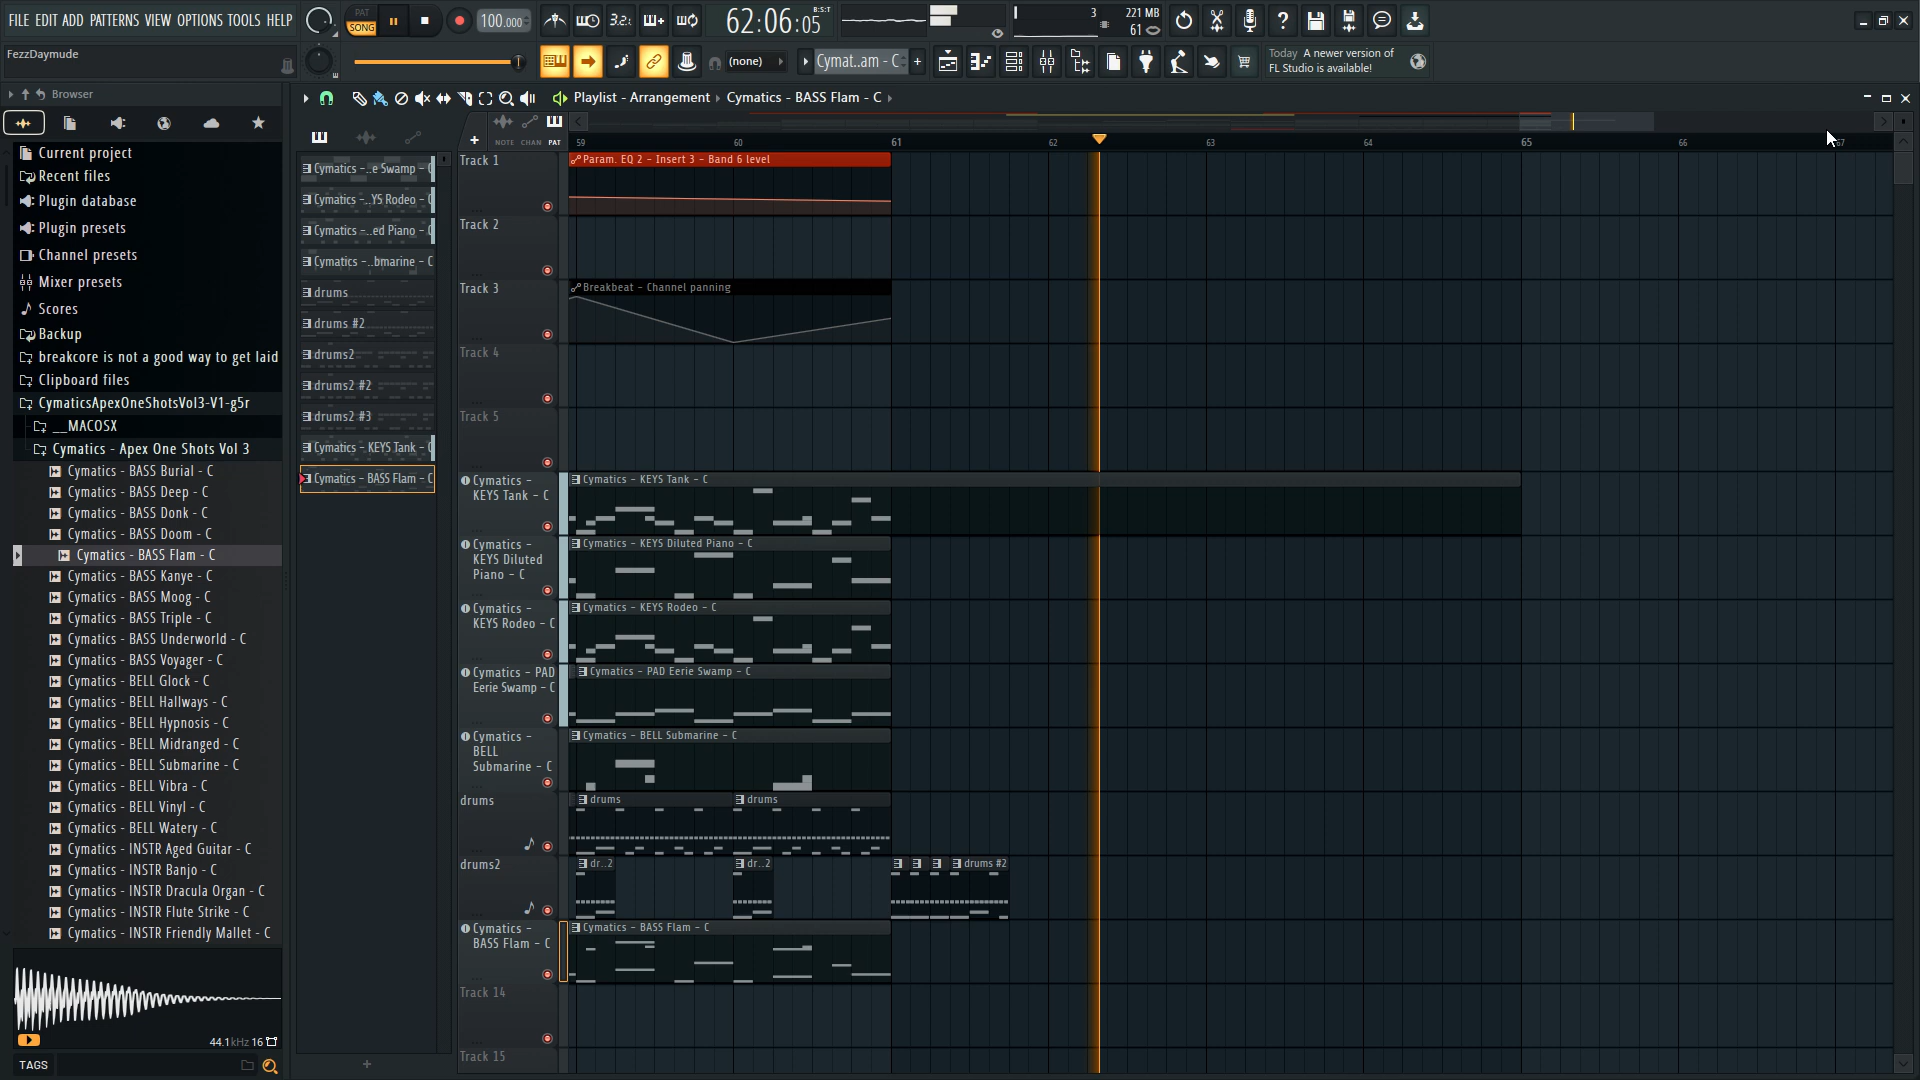 FILE EDIT ADD PATTERNS VIEW OPTIONS TOOLS HELP
PAT
SONG
100.000
3.2.
62:06:05
B:S:T
3
221 MB
61
FezzDaymude
(none)
Cymat..am - C
Today A newer version of
FL Studio is available!
Browser
Playlist - Arrangement › Cymatics - BASS Flam - C ›
NOTE CHAN PAT
59 60 61 62 63 64 65 66 67
Current project
Recent files
Plugin database
Plugin presets
Channel presets
Mixer presets
Scores
Backup
breakcore is not a good way to get laid
Clipboard files
CymaticsApexOneShotsVol3-V1-g5r
__MACOSX
Cymatics - Apex One Shots Vol 3
Cymatics - BASS Burial - C
Cymatics - BASS Deep - C
Cymatics - BASS Donk - C
Cymatics - BASS Doom - C
Cymatics - BASS Flam - C
Cymatics - BASS Kanye - C
Cymatics - BASS Moog - C
Cymatics - BASS Triple - C
Cymatics - BASS Underworld - C
Cymatics - BASS Voyager - C
Cymatics - BELL Glock - C
Cymatics - BELL Hallways - C
Cymatics - BELL Hypnosis - C
Cymatics - BELL Midranged - C
Cymatics - BELL Submarine - C
Cymatics - BELL Vibra - C
Cymatics - BELL Vinyl - C
Cymatics - BELL Watery - C
Cymatics - INSTR Aged Guitar - C
Cymatics - INSTR Banjo - C
Cymatics - INSTR Dracula Organ - C
Cymatics - INSTR Flute Strike - C
Cymatics - INSTR Friendly Mallet - C
44.1kHz 16
TAGS
Cymatics -..e Swamp - C
Cymatics -..YS Rodeo - C
Cymatics -..ed Piano - C
Cymatics -..bmarine - C
drums
drums #2
drums2
drums2 #2
drums2 #3
Cymatics - KEYS Tank - C
Cymatics - BASS Flam - C
Track 1
Param. EQ 2 - Insert 3 - Band 6 level
Track 2
Track 3
Breakbeat - Channel panning
Track 4
Track 5
Cymatics -
KEYS Tank - C
Cymatics - KEYS Tank - C
Cymatics -
KEYS Diluted
Piano - C
Cymatics - KEYS Diluted Piano - C
Cymatics -
KEYS Rodeo - C
Cymatics - KEYS Rodeo - C
Cymatics - PAD
Eerie Swamp - C
Cymatics - PAD Eerie Swamp - C
Cymatics -
BELL
Submarine - C
Cymatics - BELL Submarine - C
drums
drums
drums
drums2
dr..2
dr..2
drums #2
Cymatics -
BASS Flam - C
Cymatics - BASS Flam - C
Track 14
Track 15